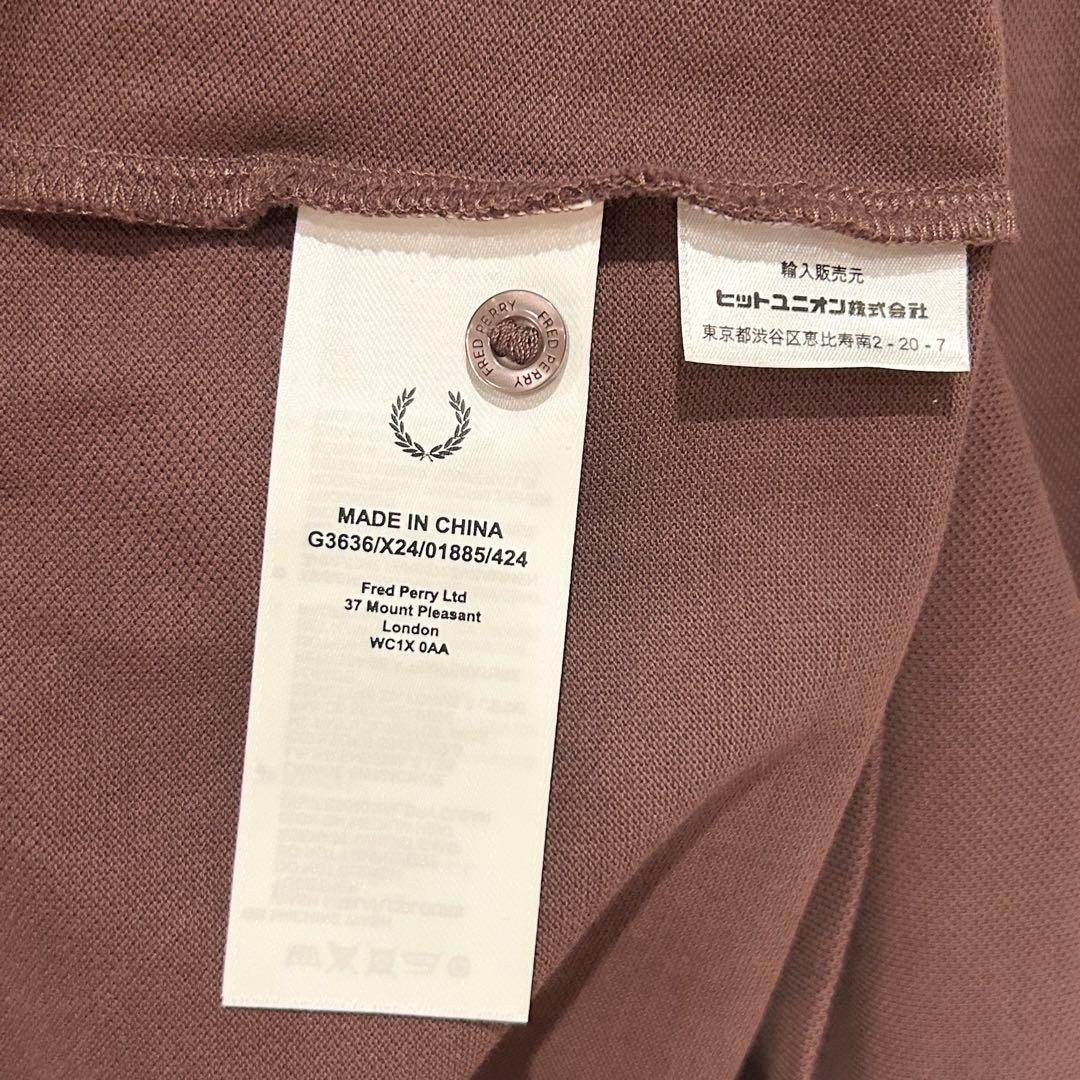 FRED PERRY FRED PERRY
MADE IN CHINA
G3636/X24/01885/424
Fred Perry Ltd
37 Mount Pleasant
London
WC1X 0AA
輸入販売元
ヒットユニオン株式会社
東京都渋谷区恵比寿南2-20-7